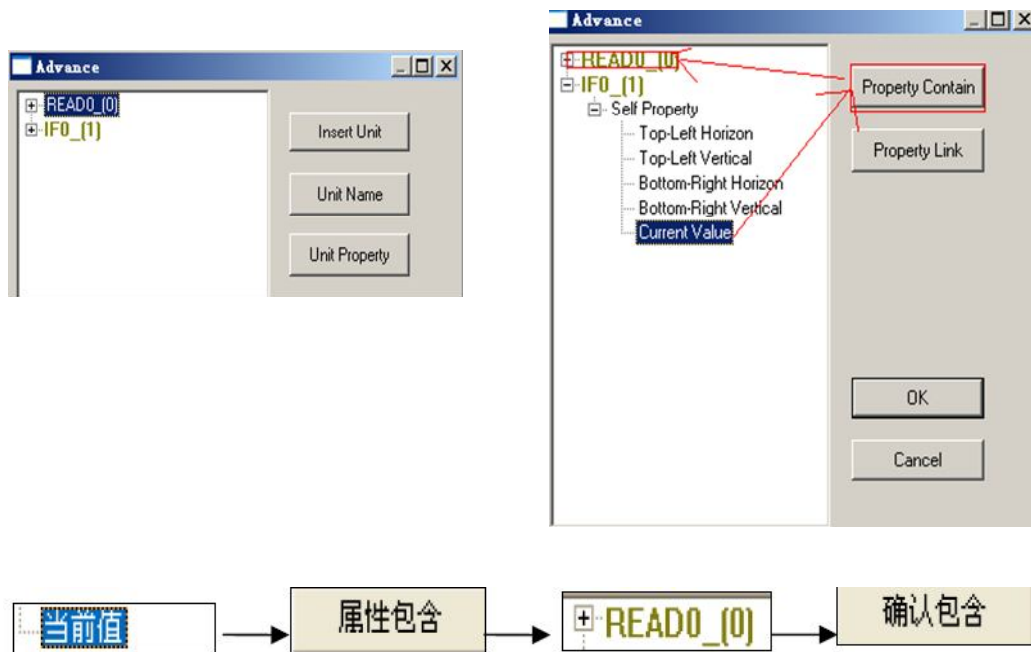 Advance
READ0_(0)
IF0_(1)
Insert Unit
Unit Name
Unit Property
Advance
READ0_(0)
IF0_(1)
Self Property
Top-Left Horizon
Top-Left Vertical
Bottom-Right Horizon
Bottom-Right Vertical
Current Value
Property Contain
Property Link
OK
Cancel
当前值
属性包含
READ0_(0)
确认包含